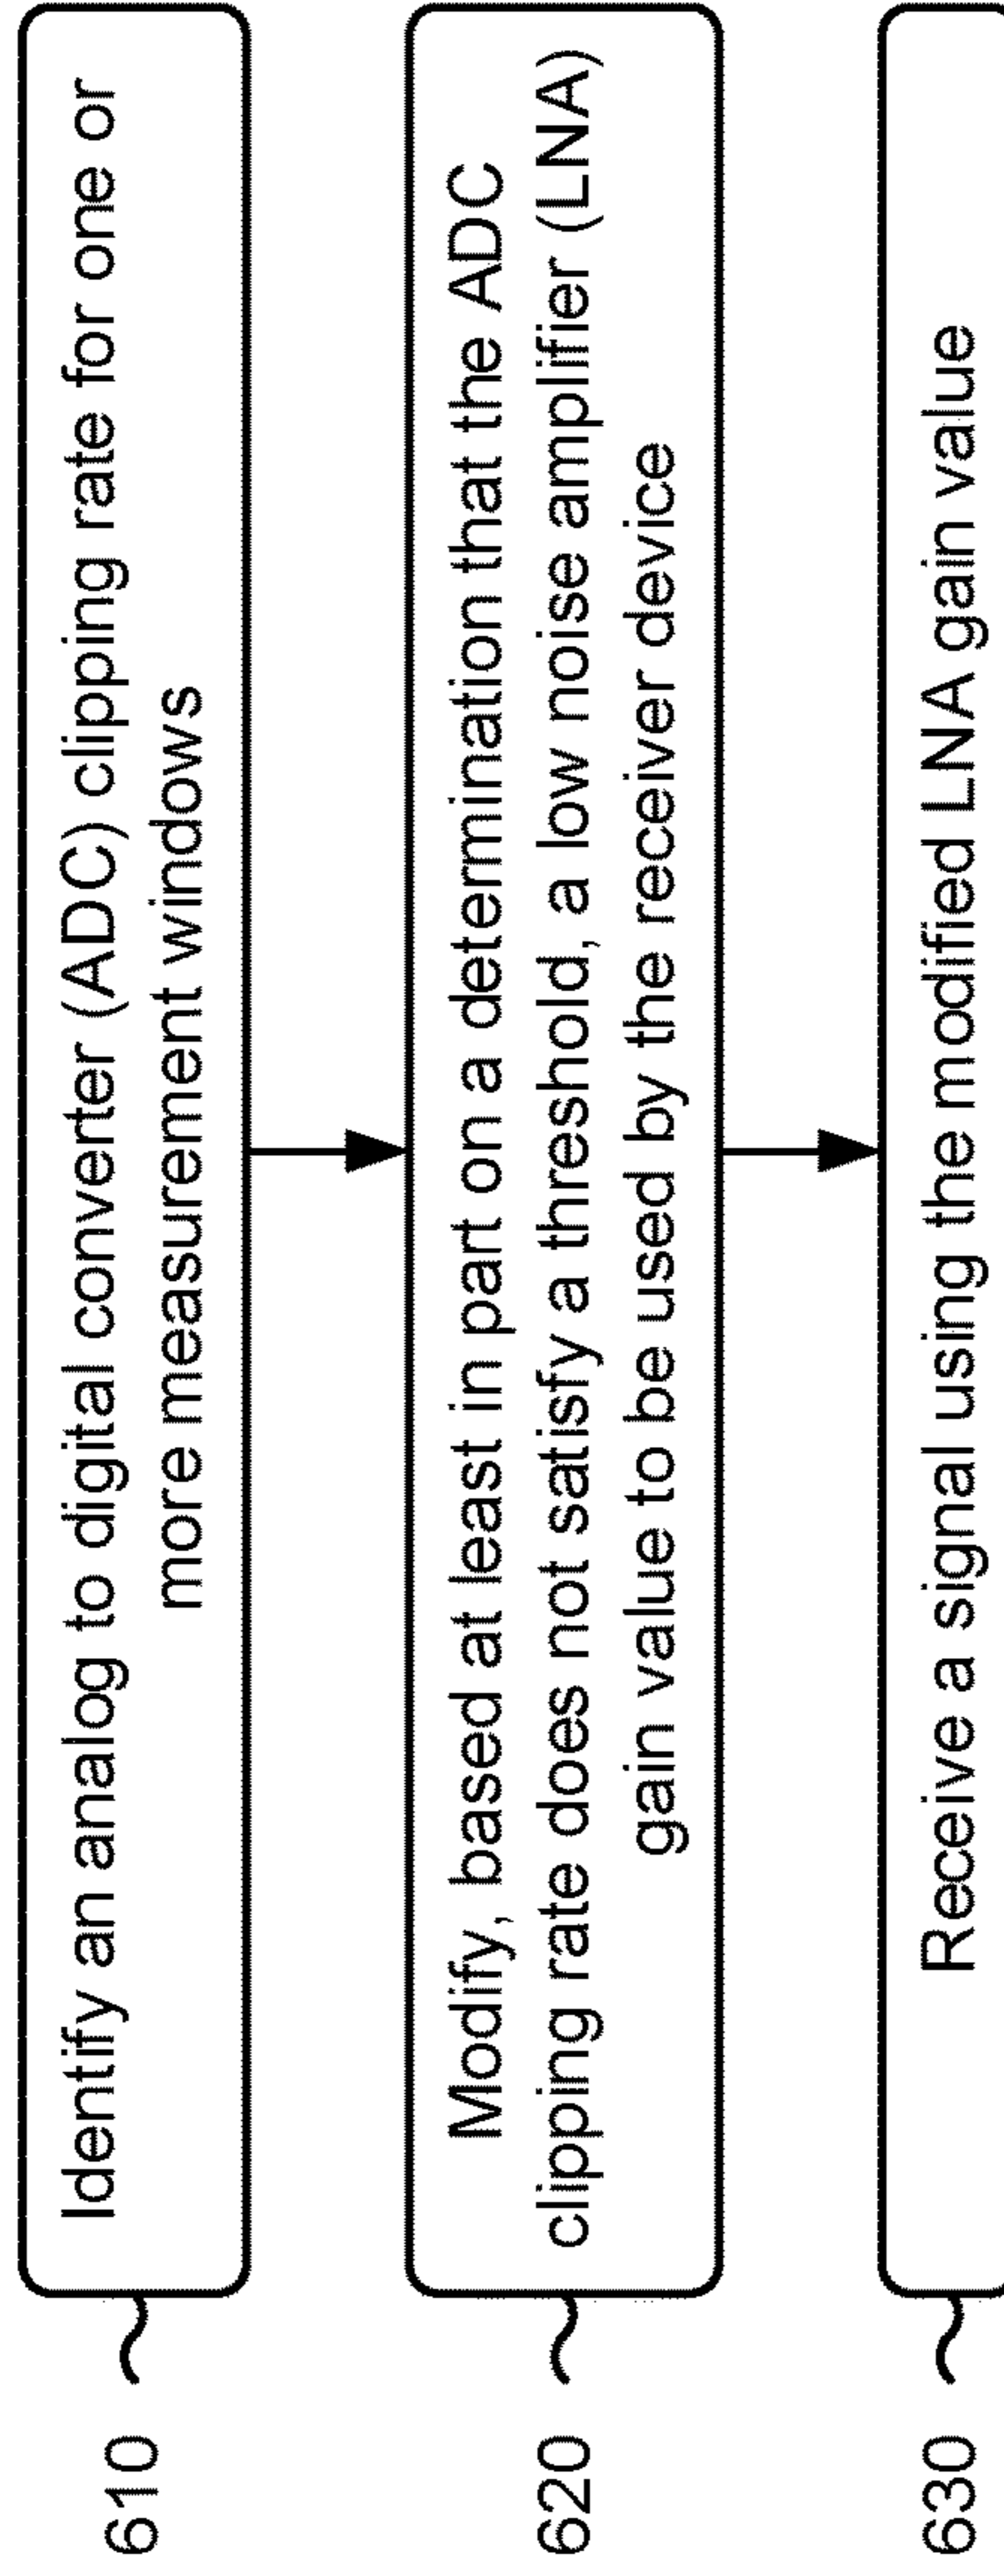 610
Identify an analog to digital converter (ADC) clipping rate for one or
more measurement windows
620
Modify, based at least in part on a determination that the ADC
clipping rate does not satisfy a threshold, a low noise amplifier (LNA)
gain value to be used by the receiver device
630
Receive a signal using the modified LNA gain value